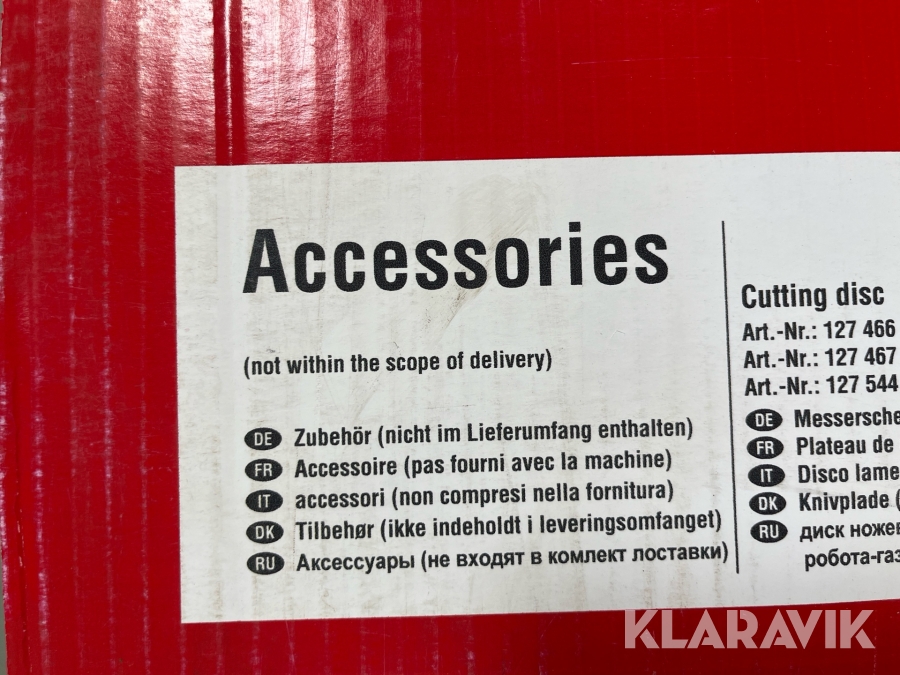 Accessories
(not within the scope of delivery)
DE Zubehör (nicht im Lieferumfang enthalten)
FR Accessoire (pas fourni avec la machine)
IT accessori (non compresi nella fornitura)
DK Tilbehør (ikke indeholdt i leveringsomfanget)
RU Аксессуары (не входят в комлект лоставки)
Cutting disc
Art.-Nr.: 127 466
Art.-Nr.: 127 467
Art.-Nr.: 127 544
DE Messersche
FR Plateau de
IT Disco lame
DK Knivplade (
RU диск ножев
робота-газ
KLARAVIK